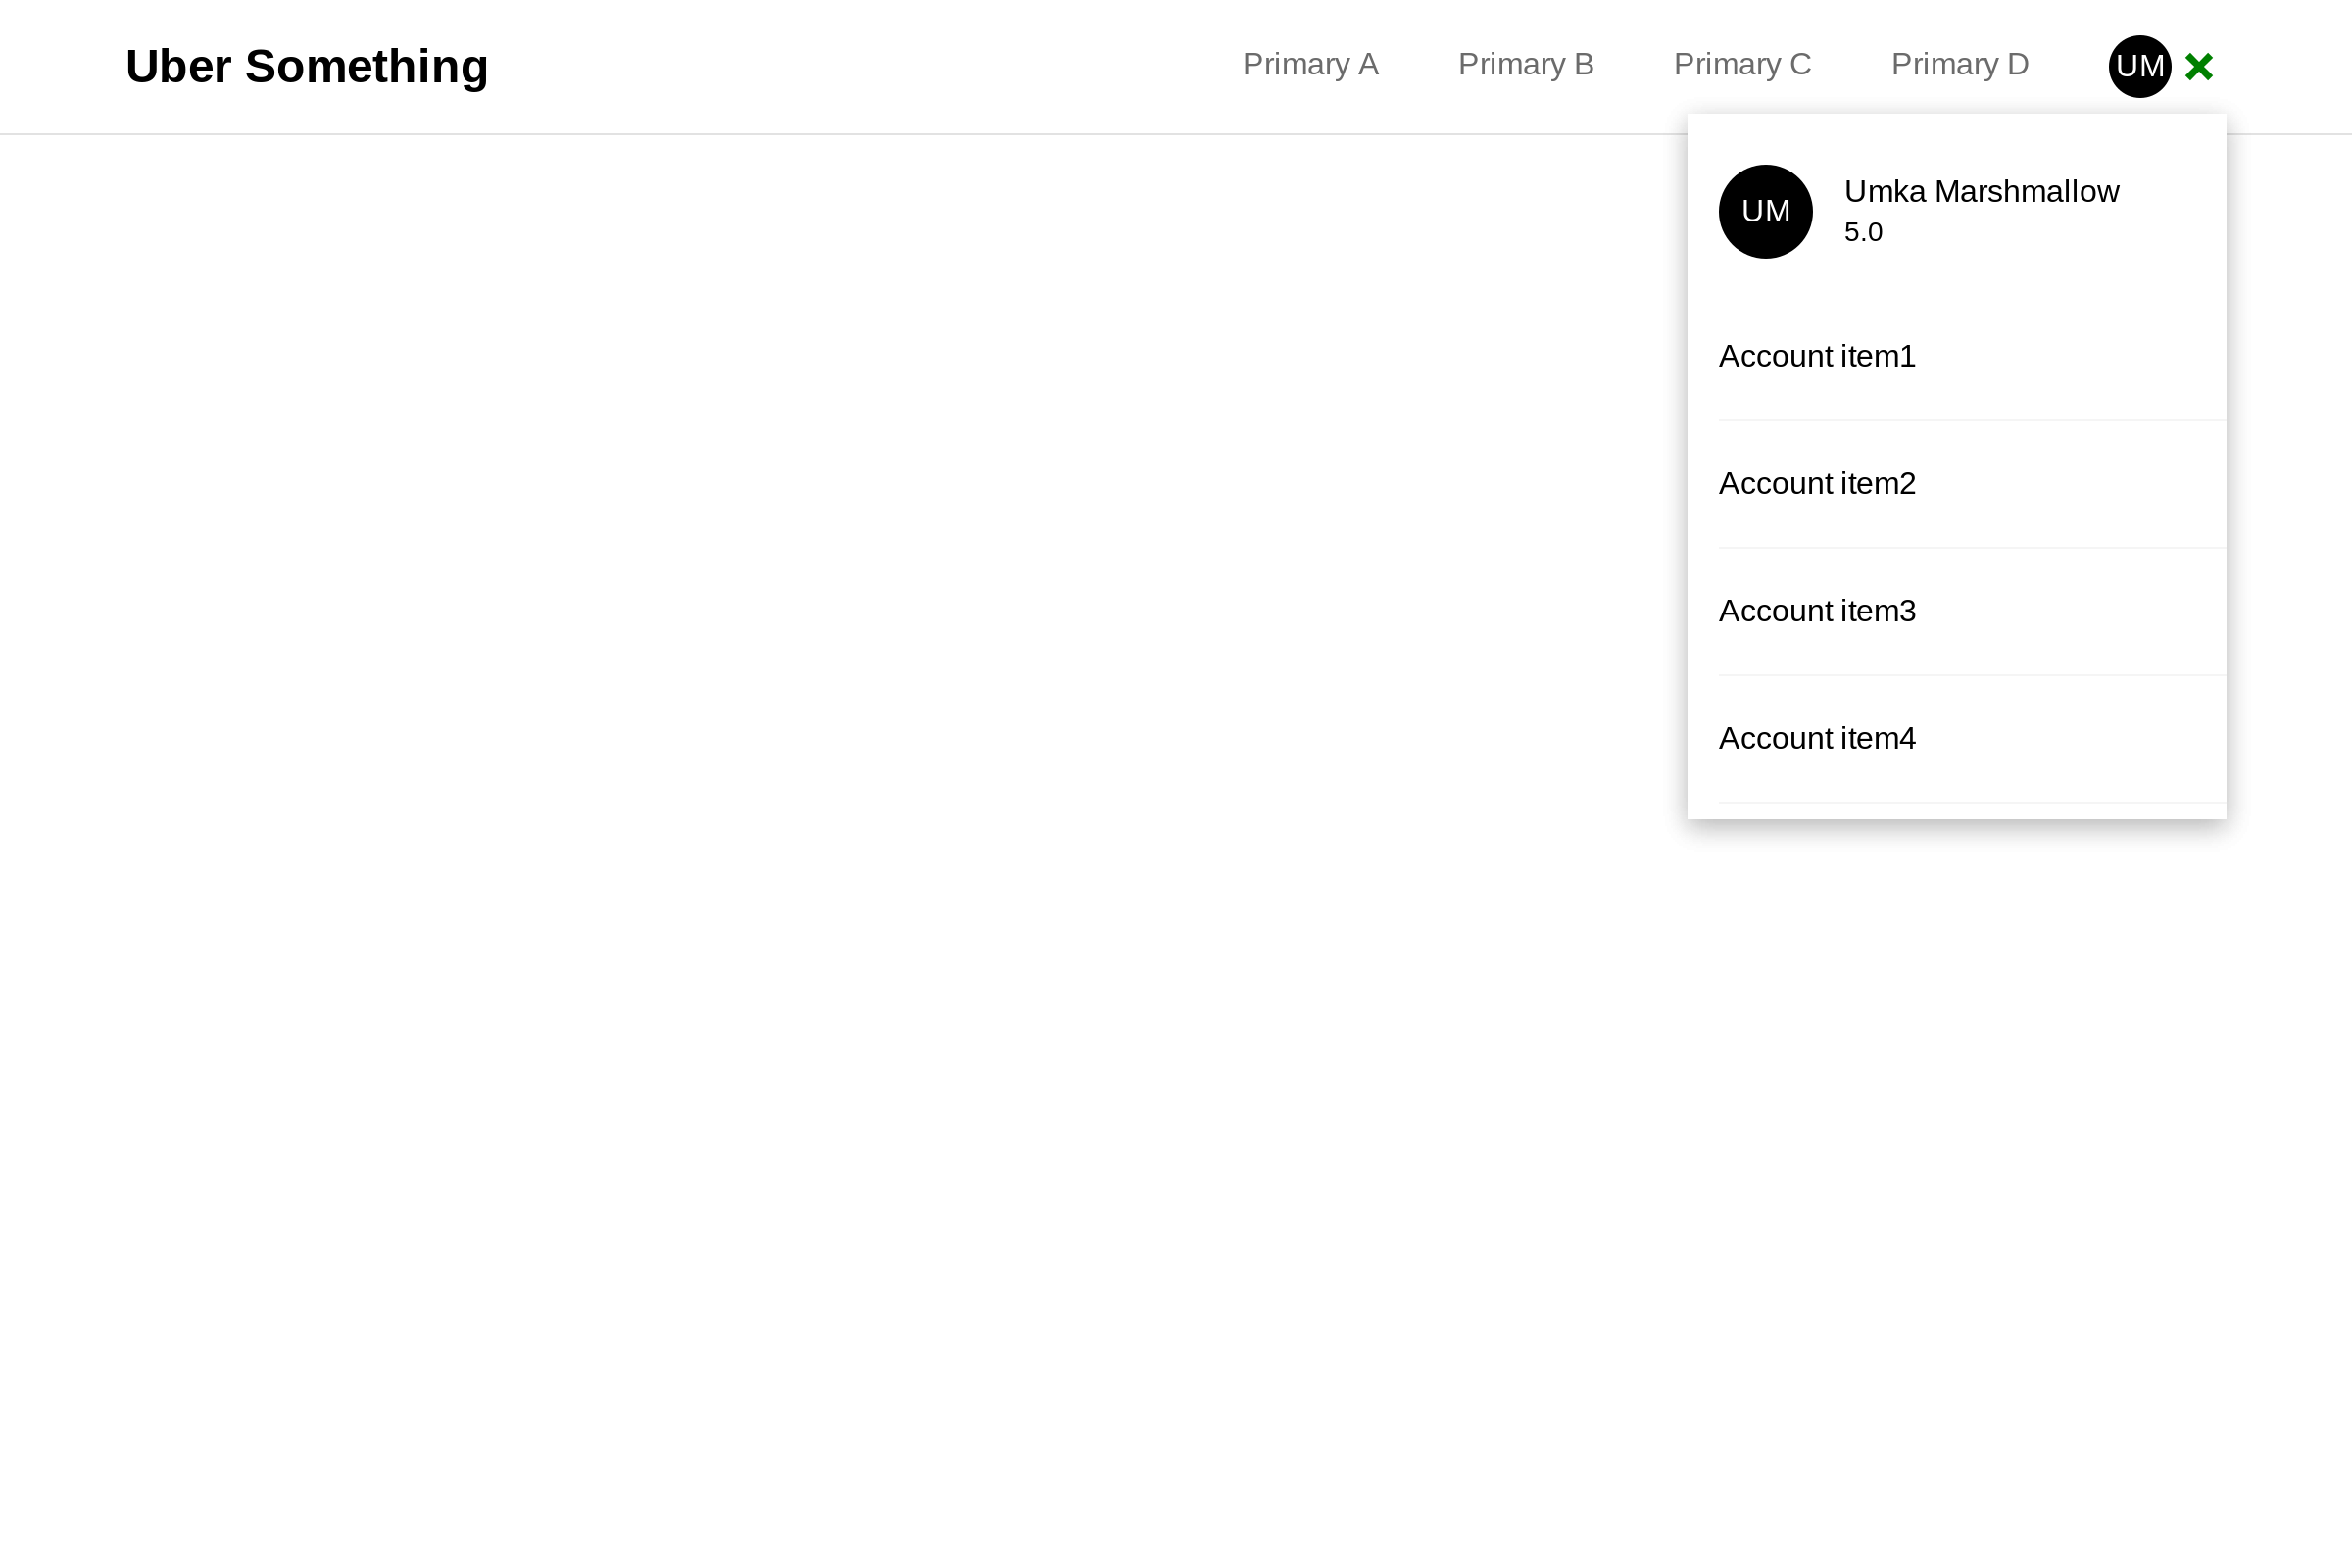 Uber Something
Primary A
Primary B
Primary C
Primary D
UM
UM
Umka Marshmallow
5.0
Account item1
Account item2
Account item3
Account item4